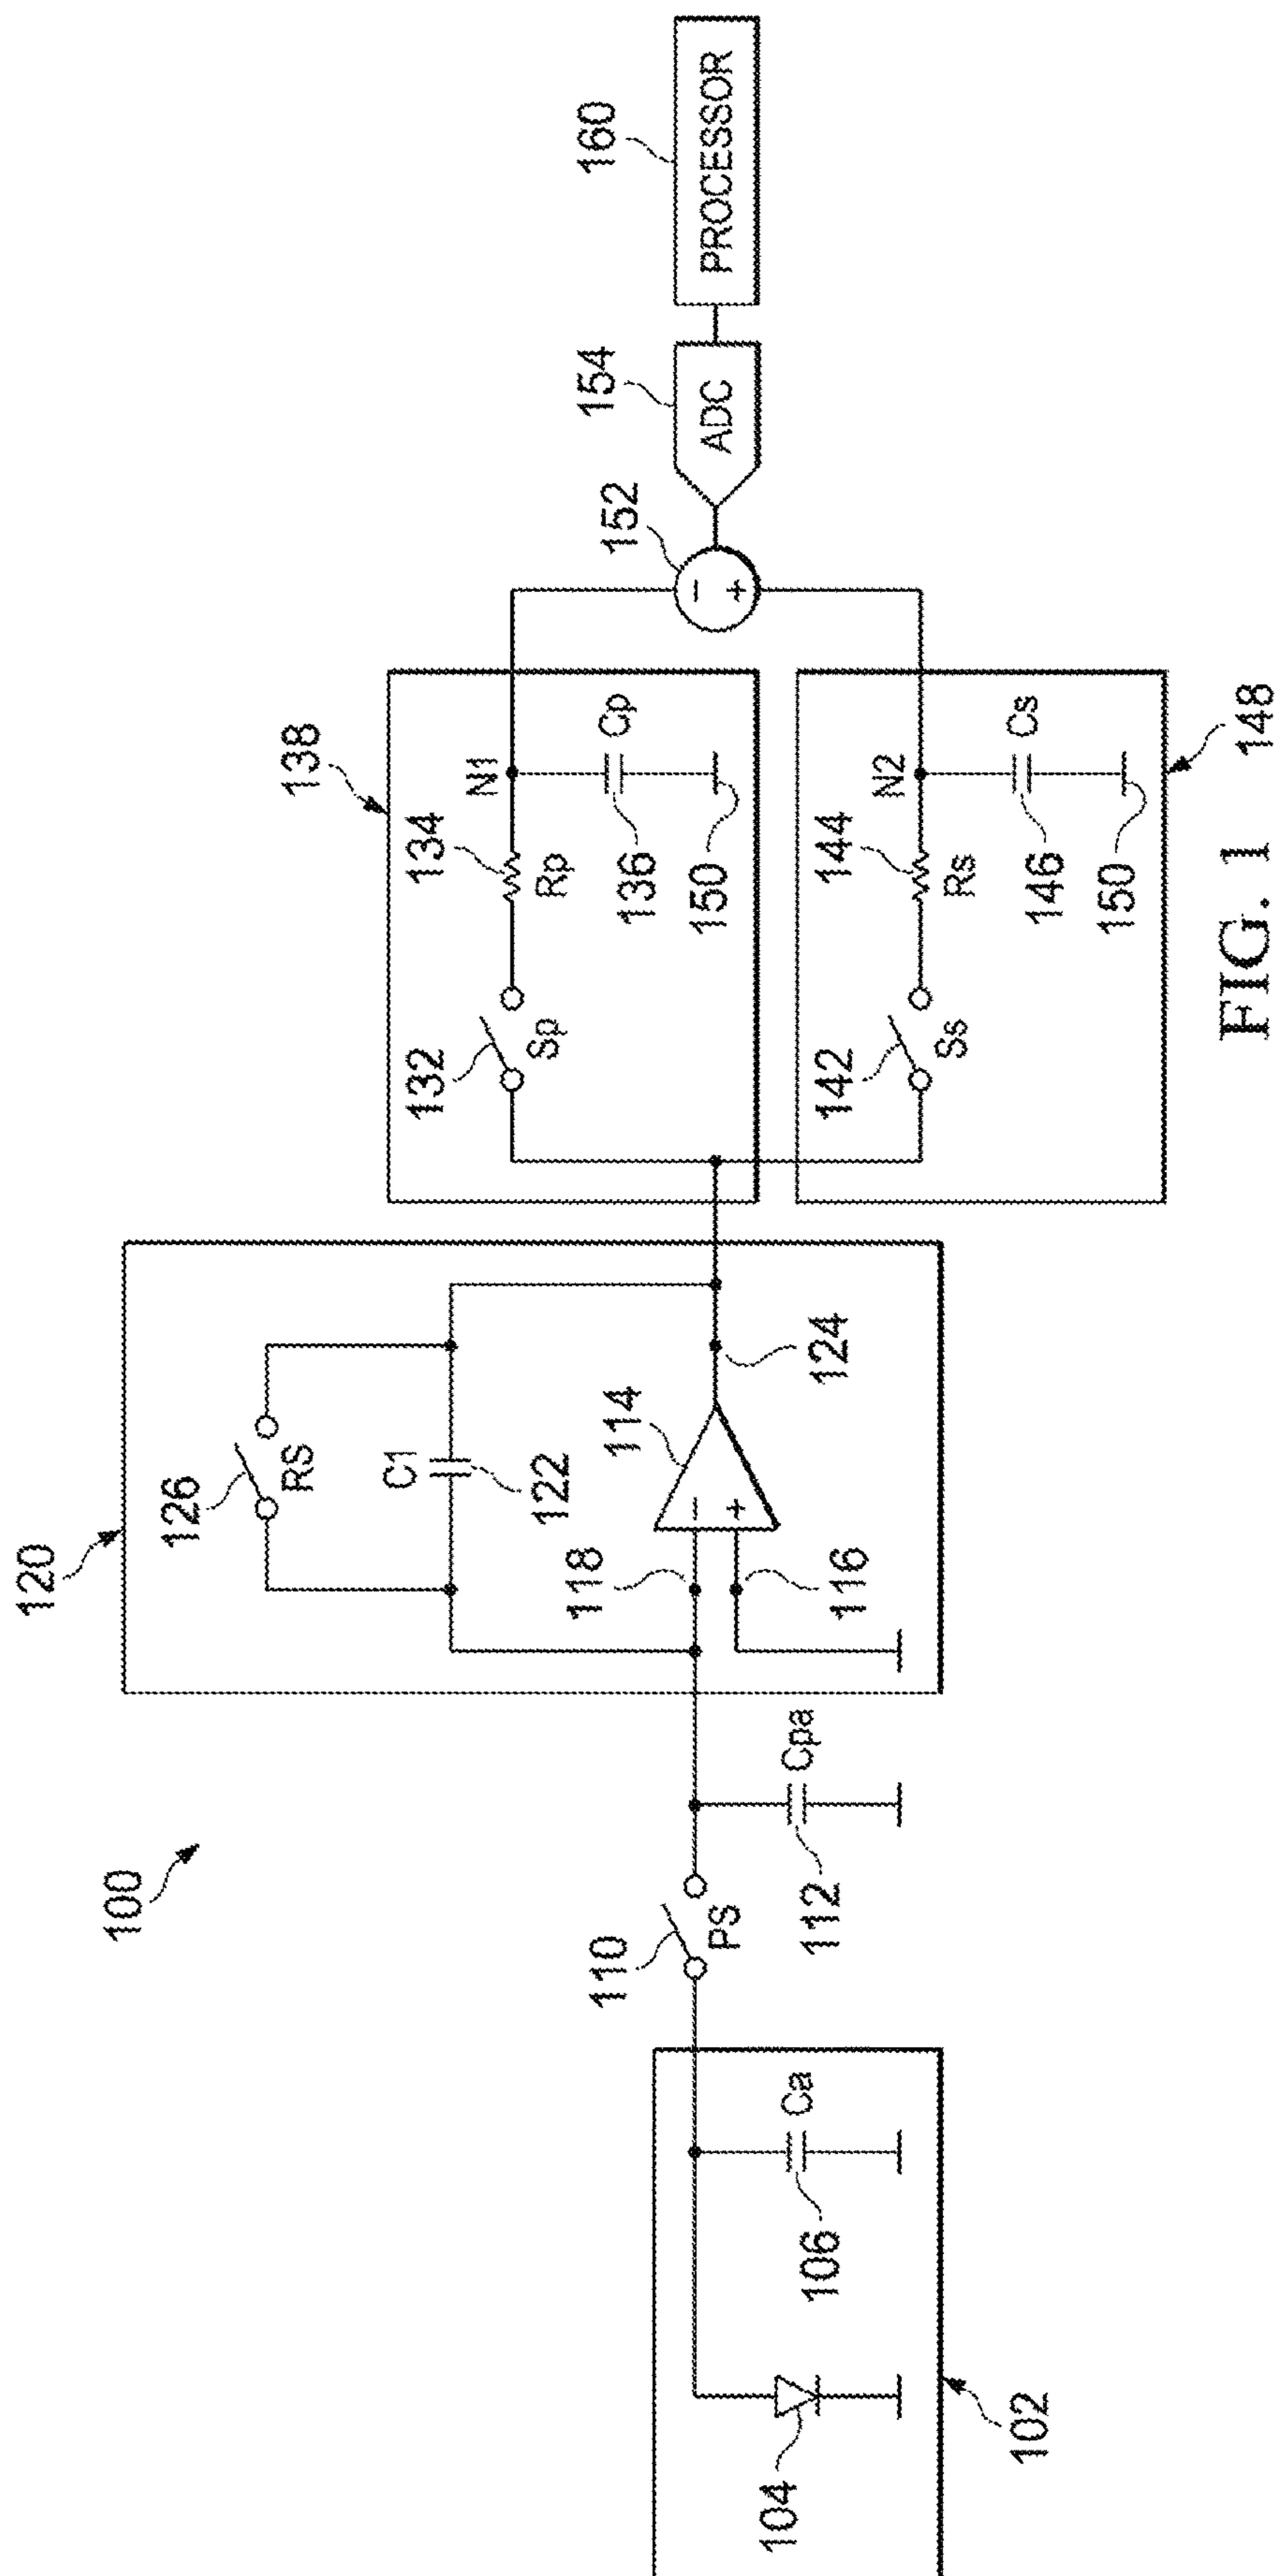 100
120
126
RS
C1
122
118
114
116
124
110
PS
Cpa
112
Ca
106
104
102
138
132
Sp
134
Rp
N1
Cp
136
150
142
Ss
144
Rs
N2
Cs
146
150
148
152
154
ADC
160
PROCESSOR
−
+
−
+
FIG. 1